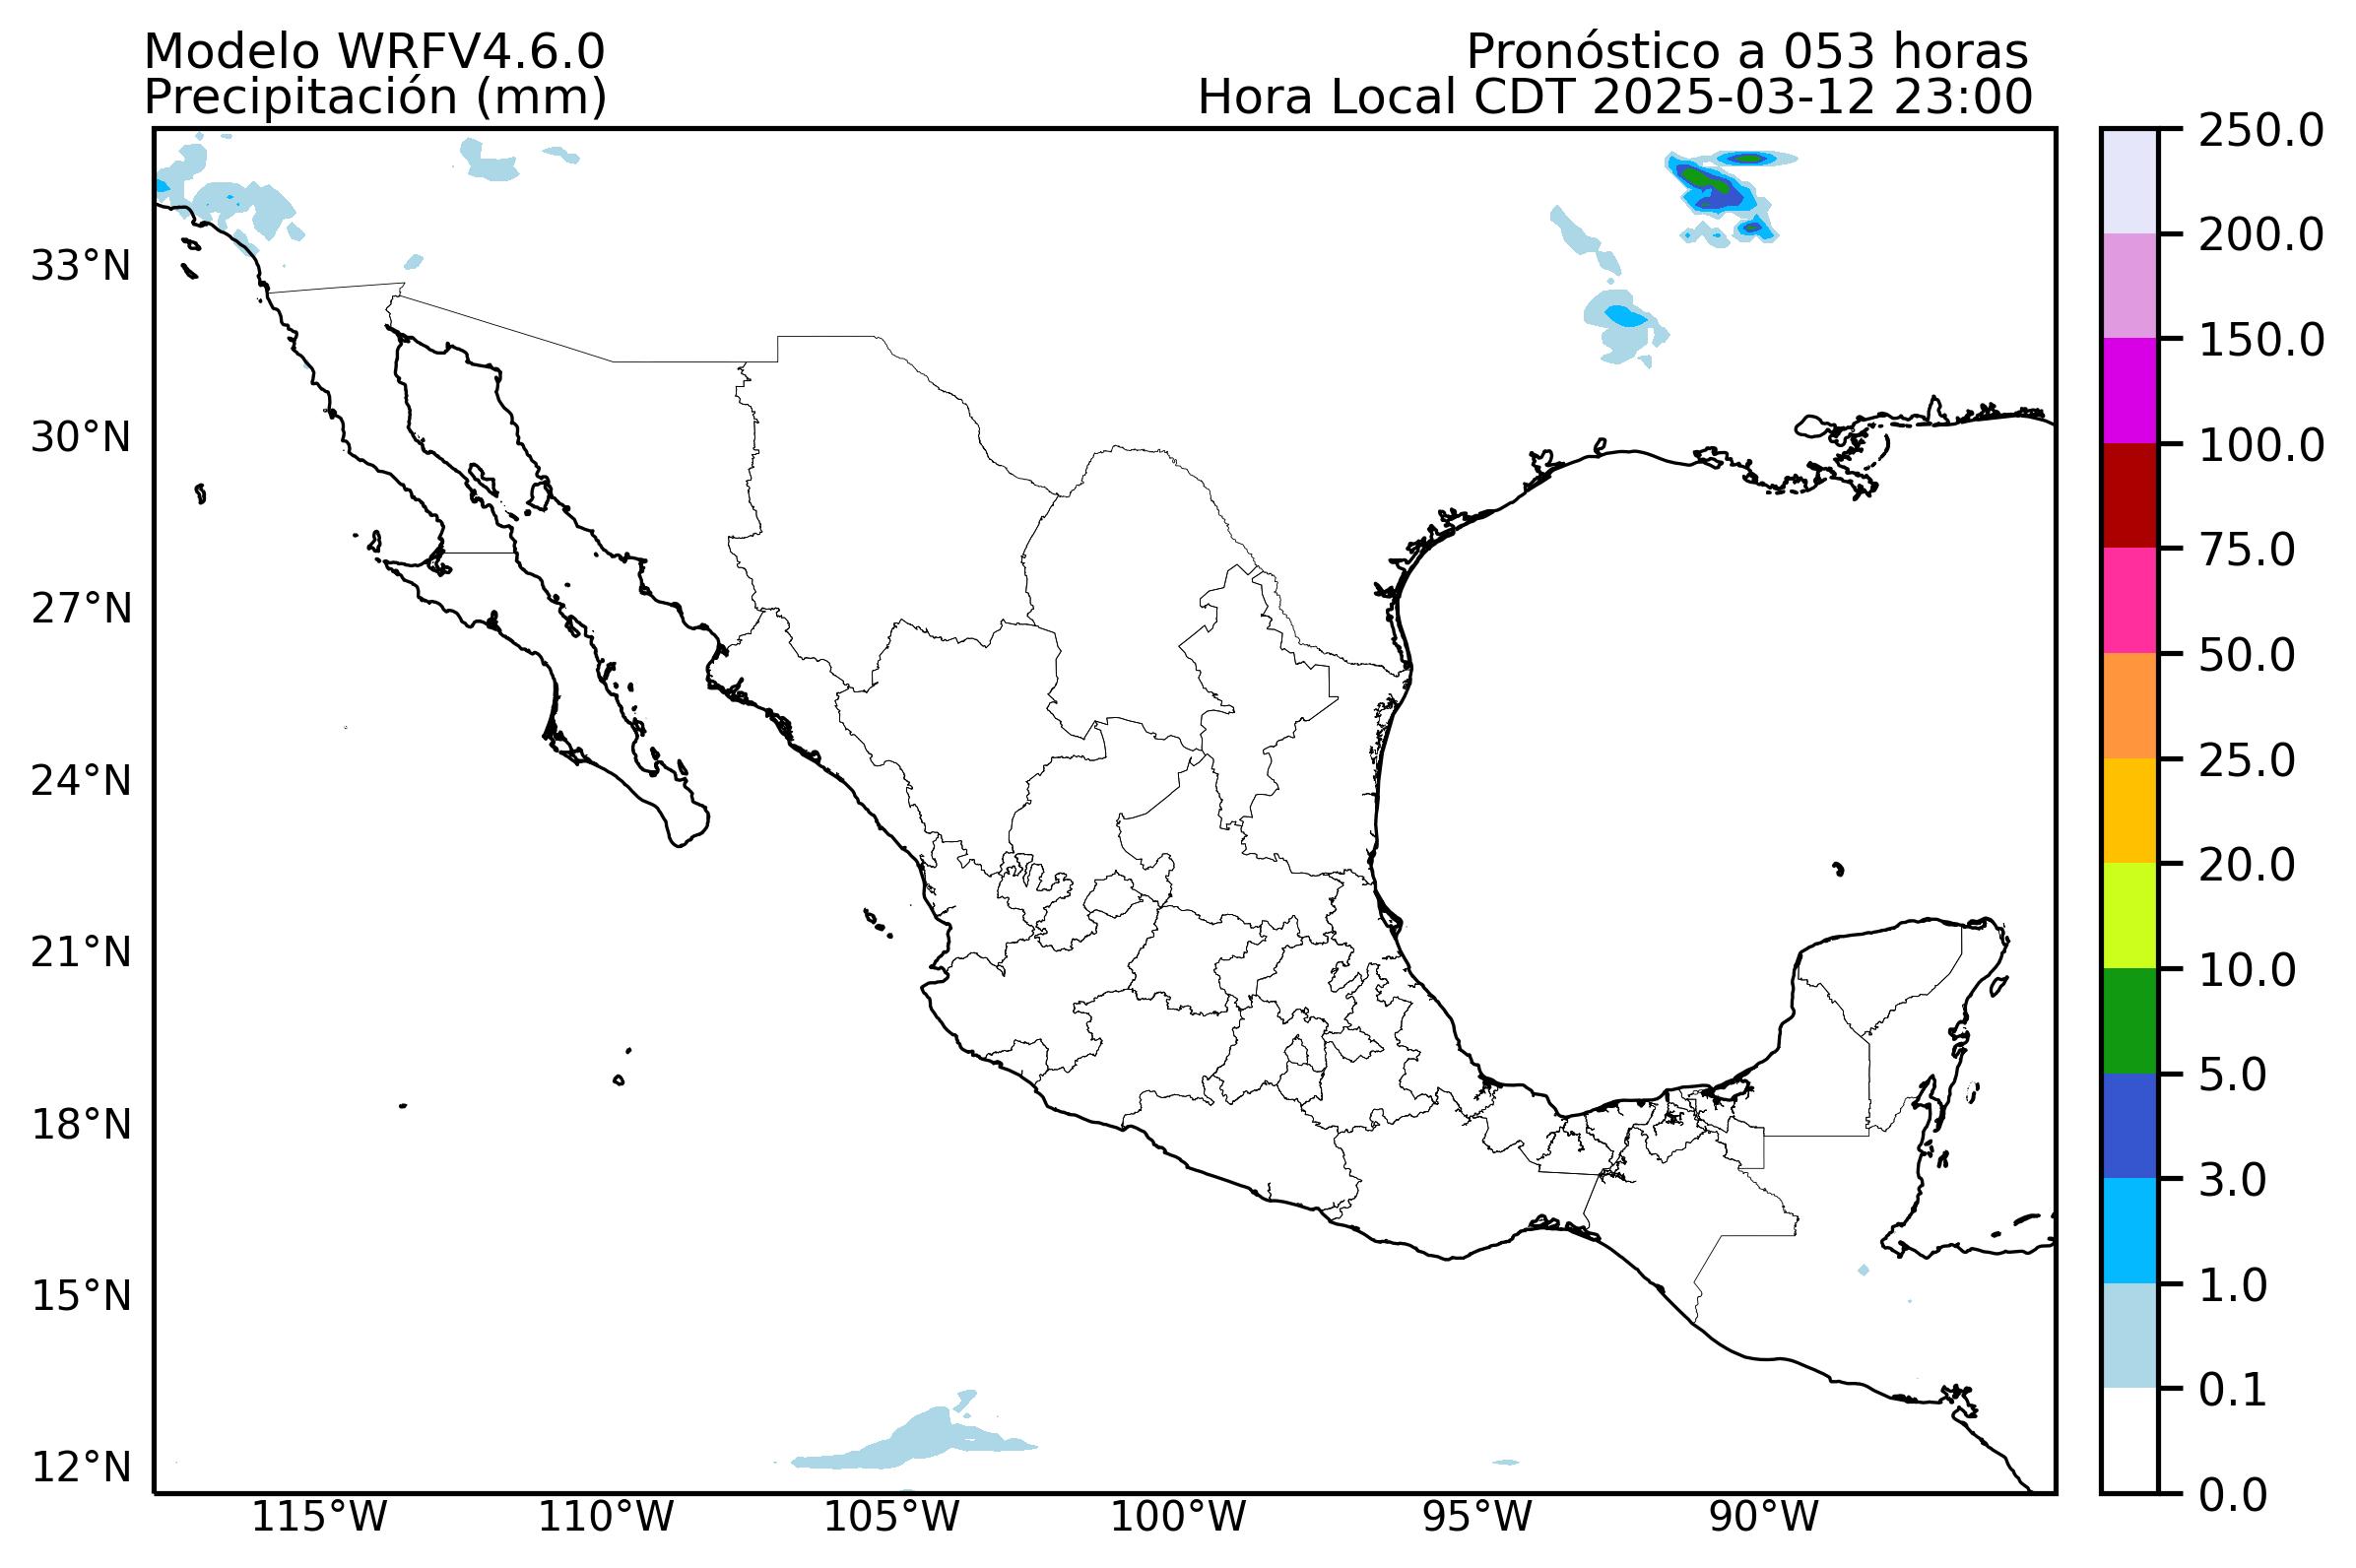 Modelo WRFV4.6.0
Precipitación (mm)
Pronóstico a 053 horas
Hora Local CDT 2025-03-12 23:00
33°N
30°N
27°N
24°N
21°N
18°N
15°N
12°N
115°W
110°W
105°W
100°W
95°W
90°W
250.0
200.0
150.0
100.0
75.0
50.0
25.0
20.0
10.0
5.0
3.0
1.0
0.1
0.0